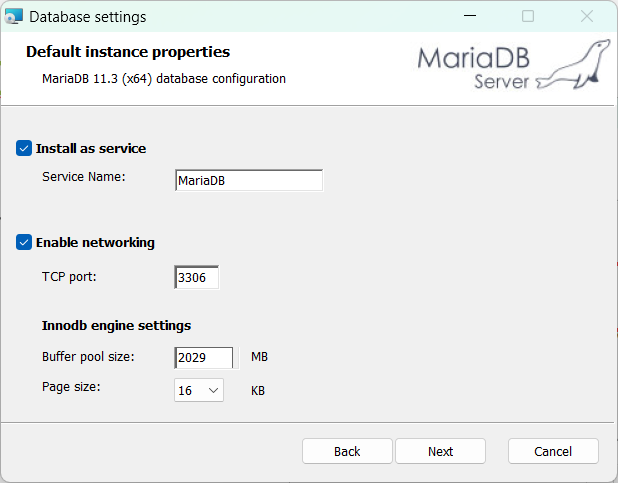 Database settings
Default instance properties
MariaDB 11.3 (x64) database configuration
MariaDB
Server
Install as service
Service Name: MariaDB
Enable networking
TCP port: 3306
Innodb engine settings
Buffer pool size: 2029 MB
Page size: 16 KB
Back Next Cancel